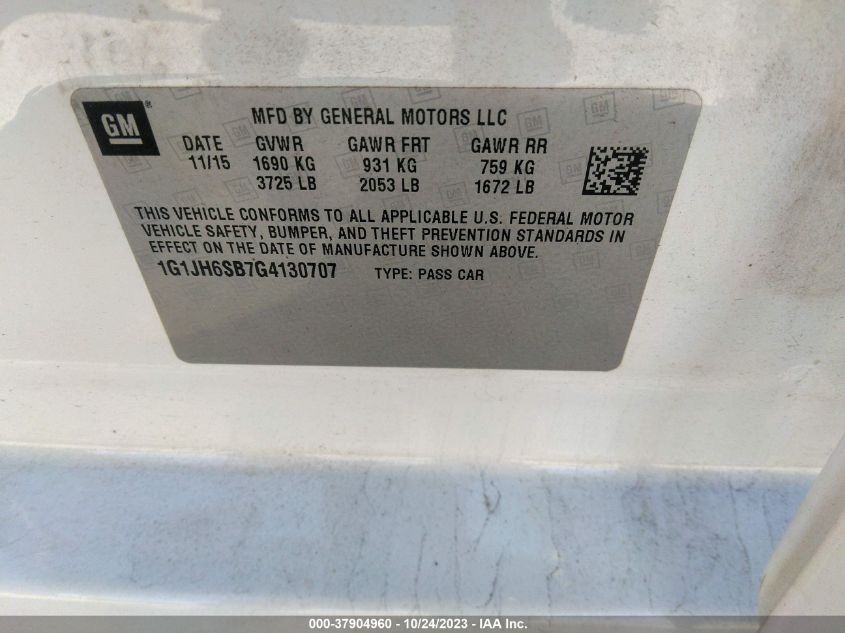 GM ®
MFD BY GENERAL MOTORS LLC
DATE GVWR GAWR FRT GAWR RR
11/15 1690 KG 931 KG 759 KG
3725 LB 2053 LB 1672 LB
THIS VEHICLE CONFORMS TO ALL APPLICABLE U.S. FEDERAL MOTOR
VEHICLE SAFETY, BUMPER, AND THEFT PREVENTION STANDARDS IN
EFFECT ON THE DATE OF MANUFACTURE SHOWN ABOVE.
1G1JH6SB7G4130707 TYPE: PASS CAR
000-37904960 - 10/24/2023 - IAA Inc.